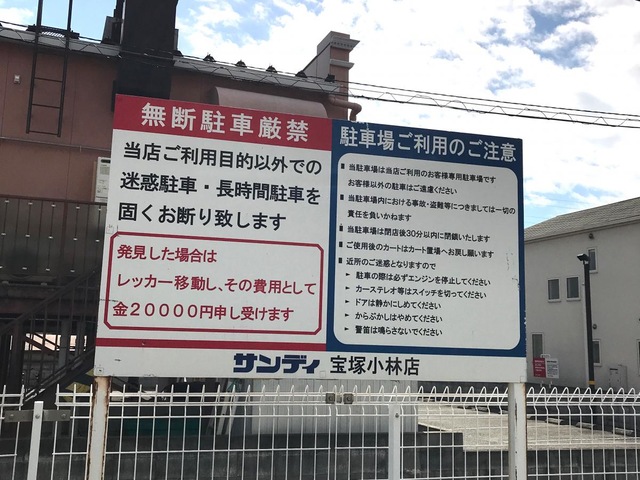 無断駐車厳禁
当店ご利用目的以外での
迷惑駐車・長時間駐車を
固くお断り致します
発見した場合は
レッカー移動し、その費用として
金20000円申し受けます
駐車場ご利用のご注意
当駐車場は当店ご利用のお客様専用駐車場です
お客様以外の駐車はご遠慮ください
当駐車場内における事故・盗難等につきましては一切の
責任を負いかねます
当駐車場は閉店後30分以内に閉鎖いたします
ご使用後のカートはカート置場へお戻し願います
近所のご迷惑となりますので
駐車の際は必ずエンジンを停止してください
カーステレオ等はスイッチを切ってください
ドアは静かにしめてください
からぶかしはやめてください
警笛は鳴らさないでください
サンディ 宝塚小林店